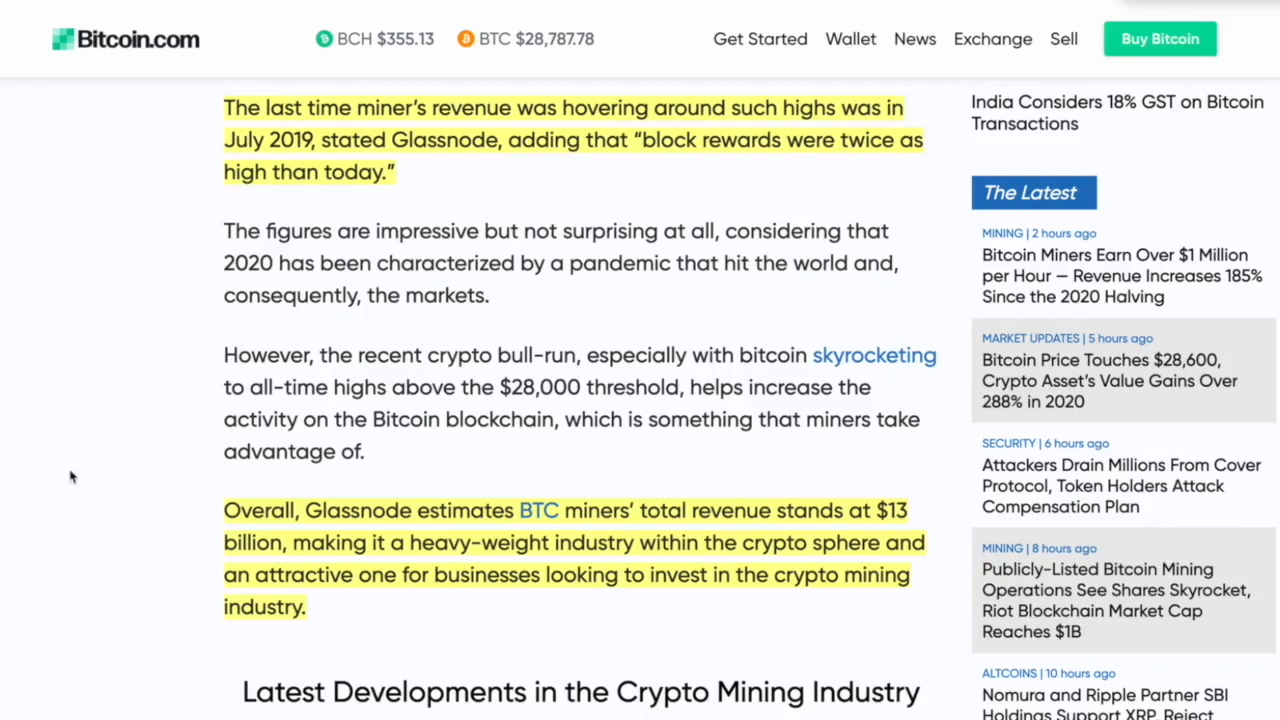 Bitcoin.com
BCH $355.13
BTC $28,787.78
Get Started
Wallet
News
Exchange
Sell
Buy Bitcoin
The last time miner’s revenue was hovering around such highs was in
July 2019, stated Glassnode, adding that “block rewards were twice as
high than today.”
The figures are impressive but not surprising at all, considering that
2020 has been characterized by a pandemic that hit the world and,
consequently, the markets.
However, the recent crypto bull-run, especially with bitcoin skyrocketing
to all-time highs above the $28,000 threshold, helps increase the
activity on the Bitcoin blockchain, which is something that miners take
advantage of.
Overall, Glassnode estimates BTC miners’ total revenue stands at $13
billion, making it a heavy-weight industry within the crypto sphere and
an attractive one for businesses looking to invest in the crypto mining
industry.
Latest Developments in the Crypto Mining Industry
India Considers 18% GST on Bitcoin
Transactions
The Latest
MINING | 2 hours ago
Bitcoin Miners Earn Over $1 Million
per Hour — Revenue Increases 185%
Since the 2020 Halving
MARKET UPDATES | 5 hours ago
Bitcoin Price Touches $28,600,
Crypto Asset’s Value Gains Over
288% in 2020
SECURITY | 6 hours ago
Attackers Drain Millions From Cover
Protocol, Token Holders Attack
Compensation Plan
MINING | 8 hours ago
Publicly-Listed Bitcoin Mining
Operations See Shares Skyrocket,
Riot Blockchain Market Cap
Reaches $1B
ALTCOINS | 10 hours ago
Nomura and Ripple Partner SBI
Holdings Support XRP, Reject